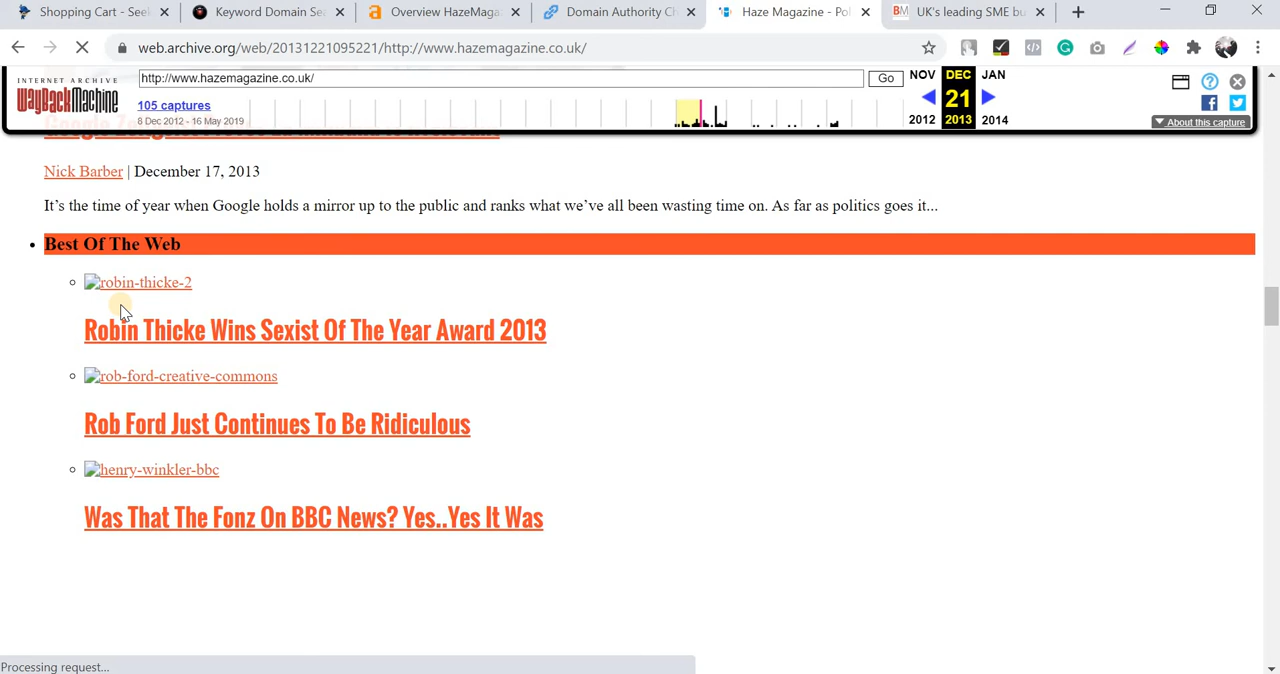 Shopping Cart - Seek
Keyword Domain Sea
Overview HazeMaga
Domain Authority Ch
Haze Magazine - Pol
BM UK's leading SME bu
web.archive.org/web/20131221095221/http://www.hazemagazine.co.uk/
INTERNET ARCHIVE
WayBackMachine
http://www.hazemagazine.co.uk/
Go
NOV DEC JAN
105 captures
21
8 Dec 2012 - 16 May 2019
2012 2013 2014
About this capture
Nick Barber | December 17, 2013
It's the time of year when Google holds a mirror up to the public and ranks what we've all been wasting time on. As far as politics goes it...
Best Of The Web
robin-thicke-2
Robin Thicke Wins Sexist Of The Year Award 2013
rob-ford-creative-commons
Rob Ford Just Continues To Be Ridiculous
henry-winkler-bbc
Was That The Fonz On BBC News? Yes..Yes It Was
Processing request...